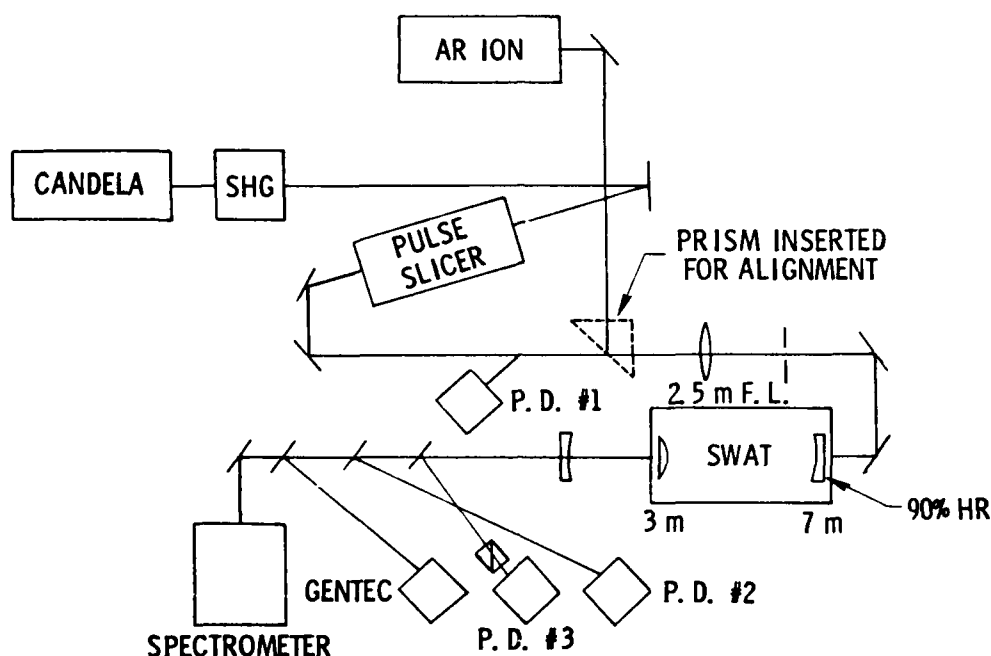 AR ION
CANDELA
SHG
PULSE
SLICER
PRISM INSERTED
FOR ALIGNMENT
P. D. #1
2.5 m F. L.
SWAT
3 m
7 m
90% HR
GENTEC
P. D. #2
P. D. #3
SPECTROMETER